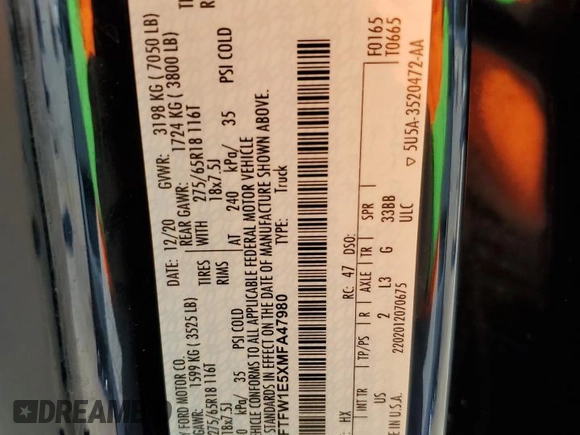 DATE: 12/20
GVWR: 3198 KG ( 7050 LB)
Y FORD MOTOR CO.
1599 KG ( 3525 LB)
REAR GAWR: 1724 KG ( 3800 LB)
275/65R18 116T
TIRES WITH 275/65R18 116T
18x7.5J
RIMS 18x7.5J
kPa/ 35 PSI COLD
AT 240 kPa/ 35 PSI COLD
VEHICLE CONFORMS TO ALL APPLICABLE FEDERAL MOTOR VEHICLE
STANDARDS IN EFFECT ON THE DATE OF MANUFACTURE SHOWN ABOVE.
FTFW1E5XMFA47980
TYPE: Truck
F0165
T0665
HX
RC: 47
DSO:
INT TR TP/PS R AXLE TR SPR
US 2 L3 G 33BB
ULC
2202012070675
E IN U.S.A.
5U5A-3520472-AA
DREAMBID